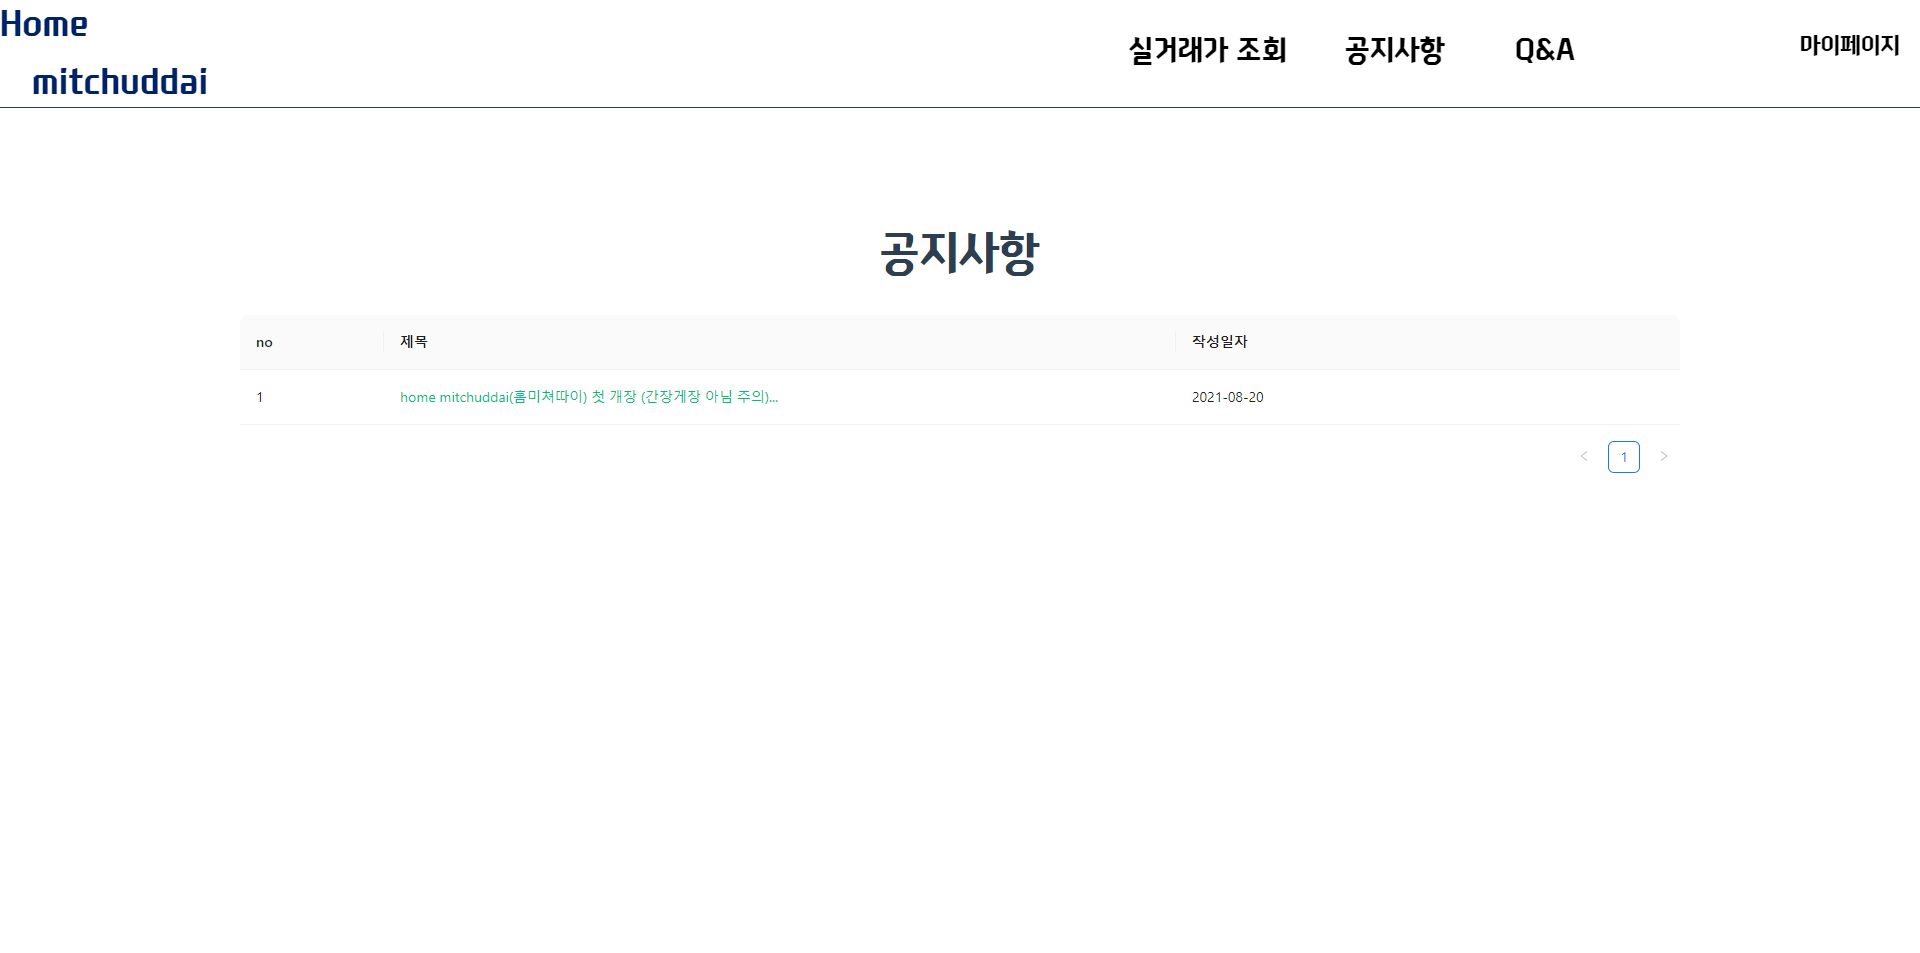 Home
mitchuddai
실거래가 조회 공지사항 Q&A 마이페이지
공지사항
no 제목 작성일자
1 home mitchuddai(홈미쳐따이) 첫 개장 (간장게장 아님 주의)... 2021-08-20
< 1 >